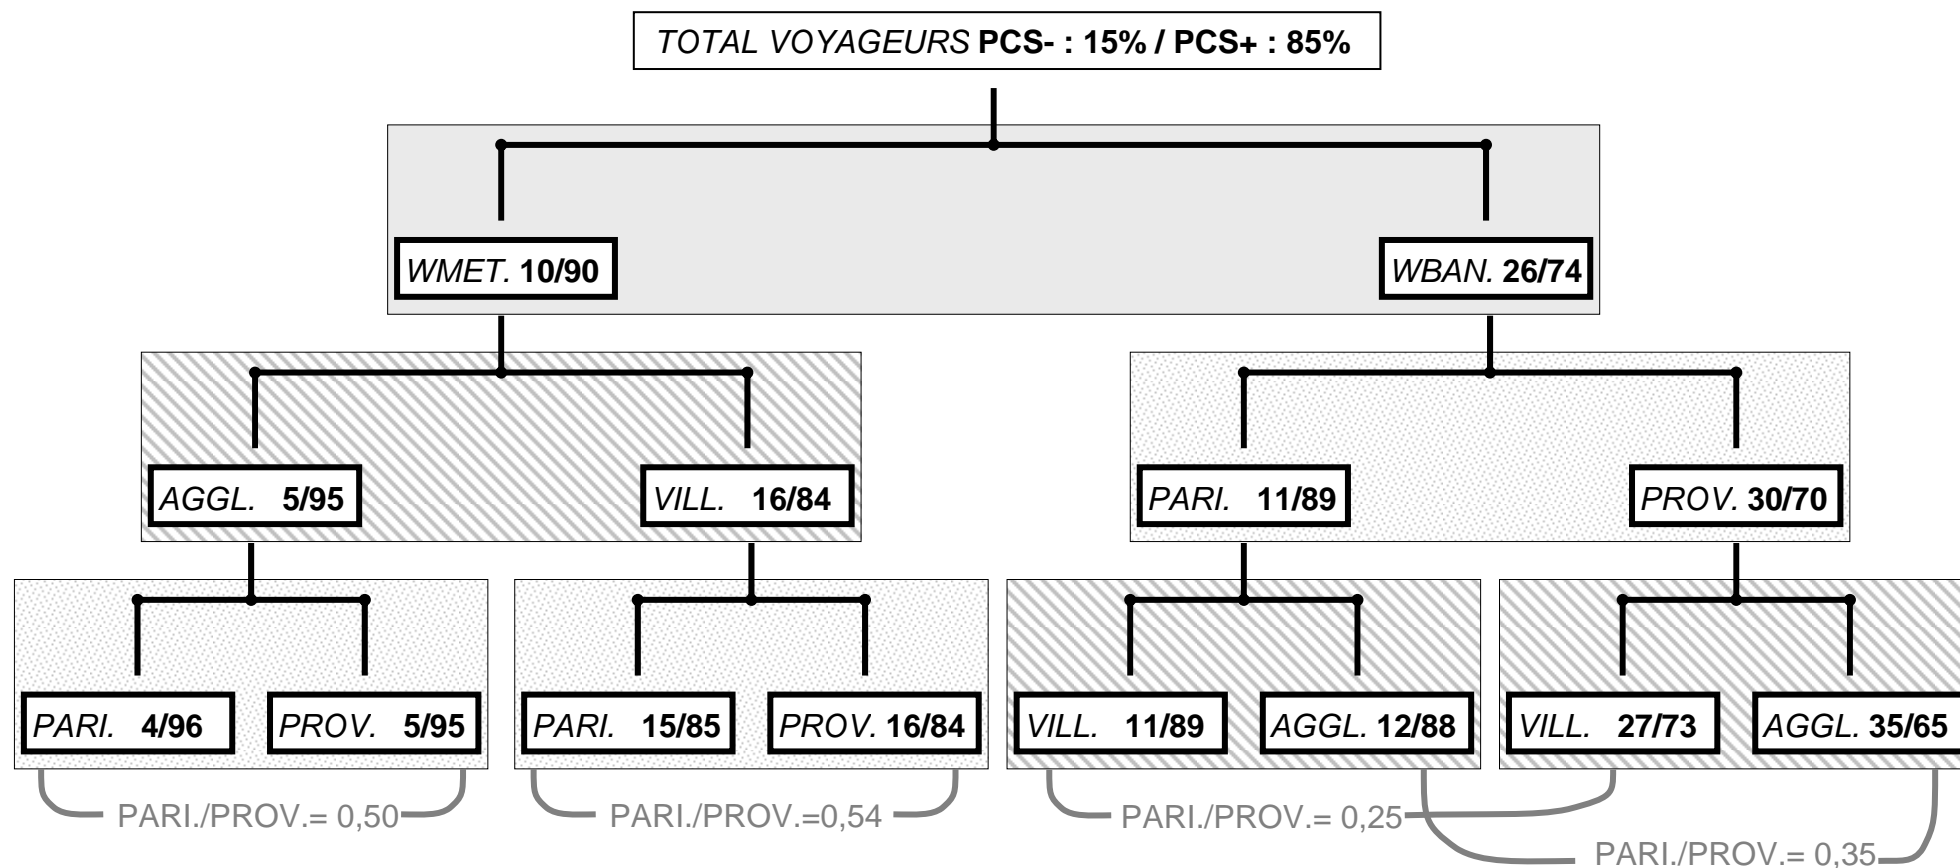 TOTAL VOYAGEURS PCS- : 15% / PCS+ : 85%
WMET. 10/90
WBAN. 26/74
AGGL. 5/95
VILL. 16/84
PARI. 11/89
PROV. 30/70
PARI. 4/96
PROV. 5/95
PARI. 15/85
PROV. 16/84
VILL. 11/89
AGGL. 12/88
VILL. 27/73
AGGL. 35/65
PARI./PROV.= 0,50
PARI./PROV.=0,54
PARI./PROV.= 0,25
PARI./PROV.= 0,35